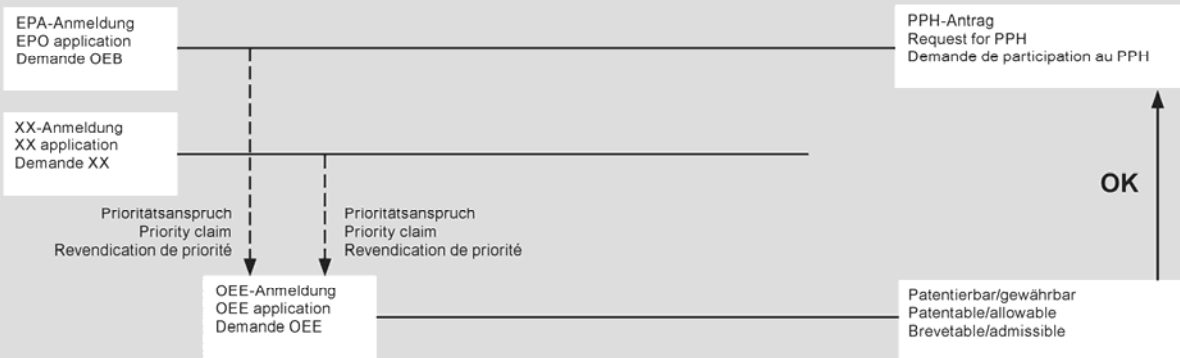 EPA-Anmeldung
EPO application
Demande OEB
PPH-Antrag
Request for PPH
Demande de participation au PPH
XX-Anmeldung
XX application
Demande XX
OK
Prioritätsanspruch
Priority claim
Revendication de priorité
Prioritätsanspruch
Priority claim
Revendication de priorité
OEE-Anmeldung
OEE application
Demande OEE
Patentierbar/gewährbar
Patentable/allowable
Brevetable/admissible